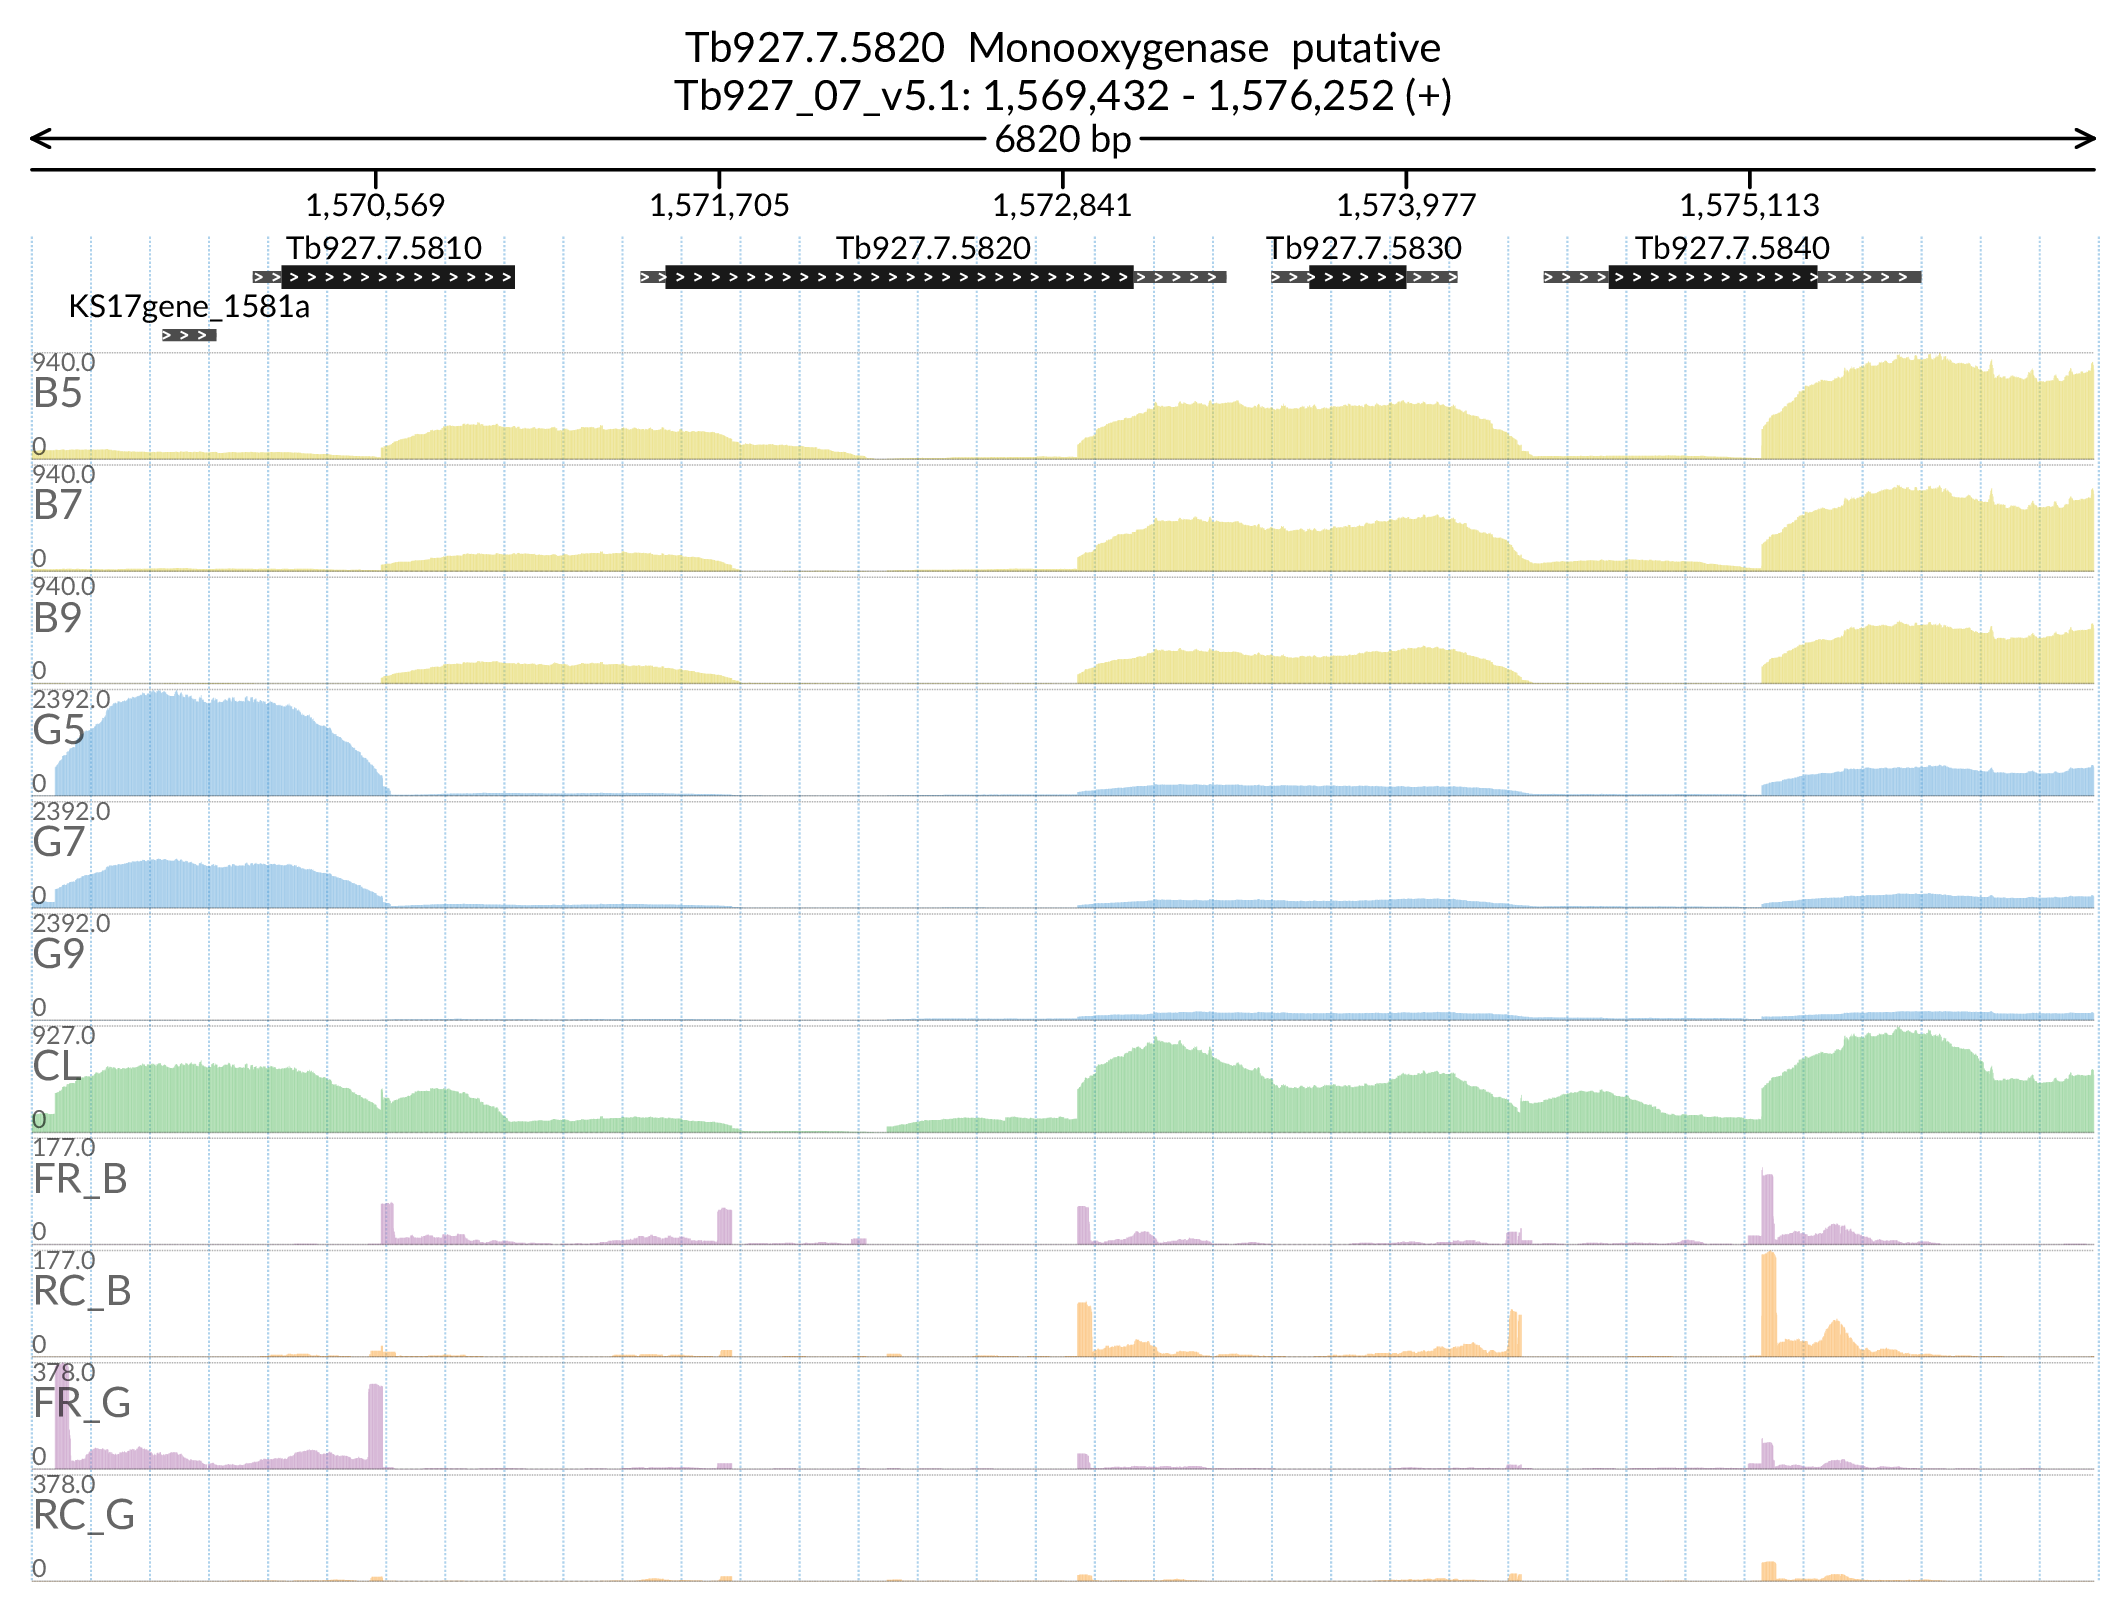 Tb927.7.5820 Monooxygenase putative
Tb927_07_v5.1: 1,569,432 - 1,576,252 (+)
6820 bp
1,570,569 1,571,705 1,572,841 1,573,977 1,575,113
Tb927.7.5810 Tb927.7.5820 Tb927.7.5830 Tb927.7.5840
KS17gene_1581a
940.0
B5
0
940.0
B7
0
940.0
B9
0
2392.0
G5
0
2392.0
G7
0
2392.0
G9
0
927.0
CL
0
177.0
FR_B
0
177.0
RC_B
0
378.0
FR_G
0
378.0
RC_G
0